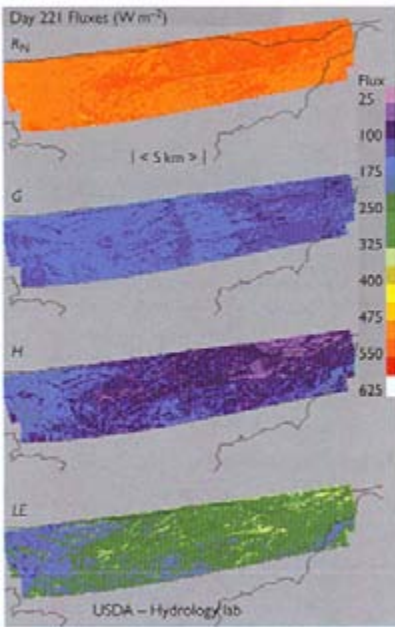 Day 221 Fluxes (W m⁻²)
R_N
Flux
25
100
|< 5 km >|
175
G
250
325
400
475
H
550
625
LE
USDA – Hydrology lab